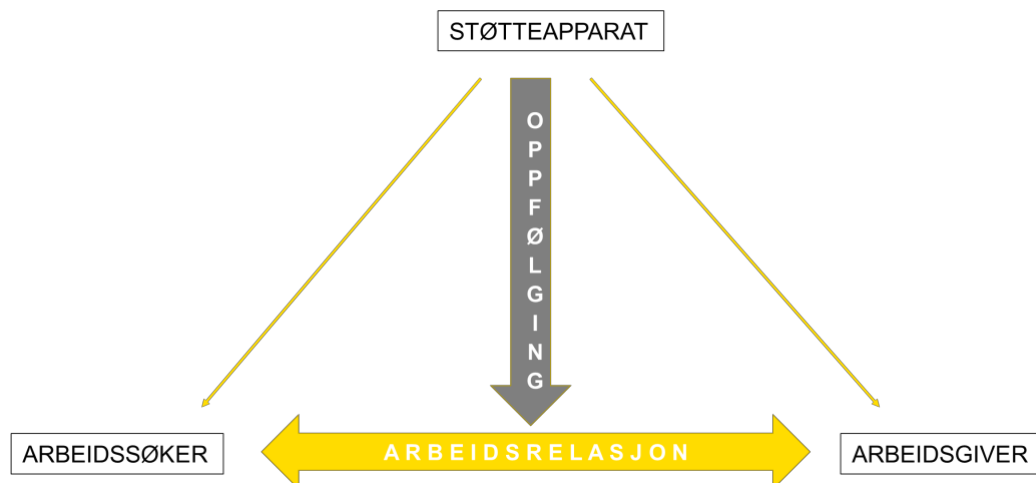 STØTTEAPPARAT
OPPFØLGING
ARBEIDSSØKER
ARBEIDSRELASJON
ARBEIDSGIVER